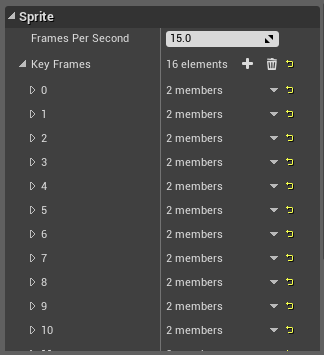 Sprite
Frames Per Second 15.0
Key Frames 16 elements
0 2 members
1 2 members
2 2 members
3 2 members
4 2 members
5 2 members
6 2 members
7 2 members
8 2 members
9 2 members
10 2 members